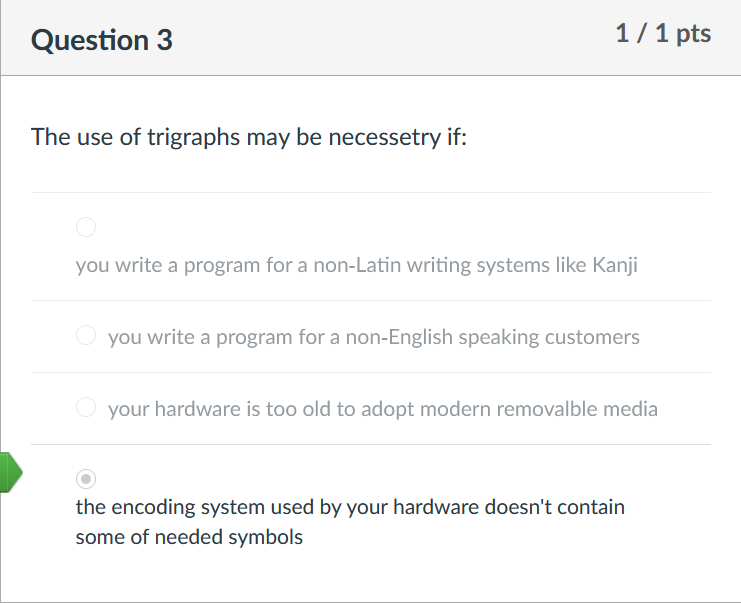 Question 3
1 / 1 pts
The use of trigraphs may be necessetry if:
you write a program for a non-Latin writing systems like Kanji
you write a program for a non-English speaking customers
your hardware is too old to adopt modern removalble media
the encoding system used by your hardware doesn't contain
some of needed symbols